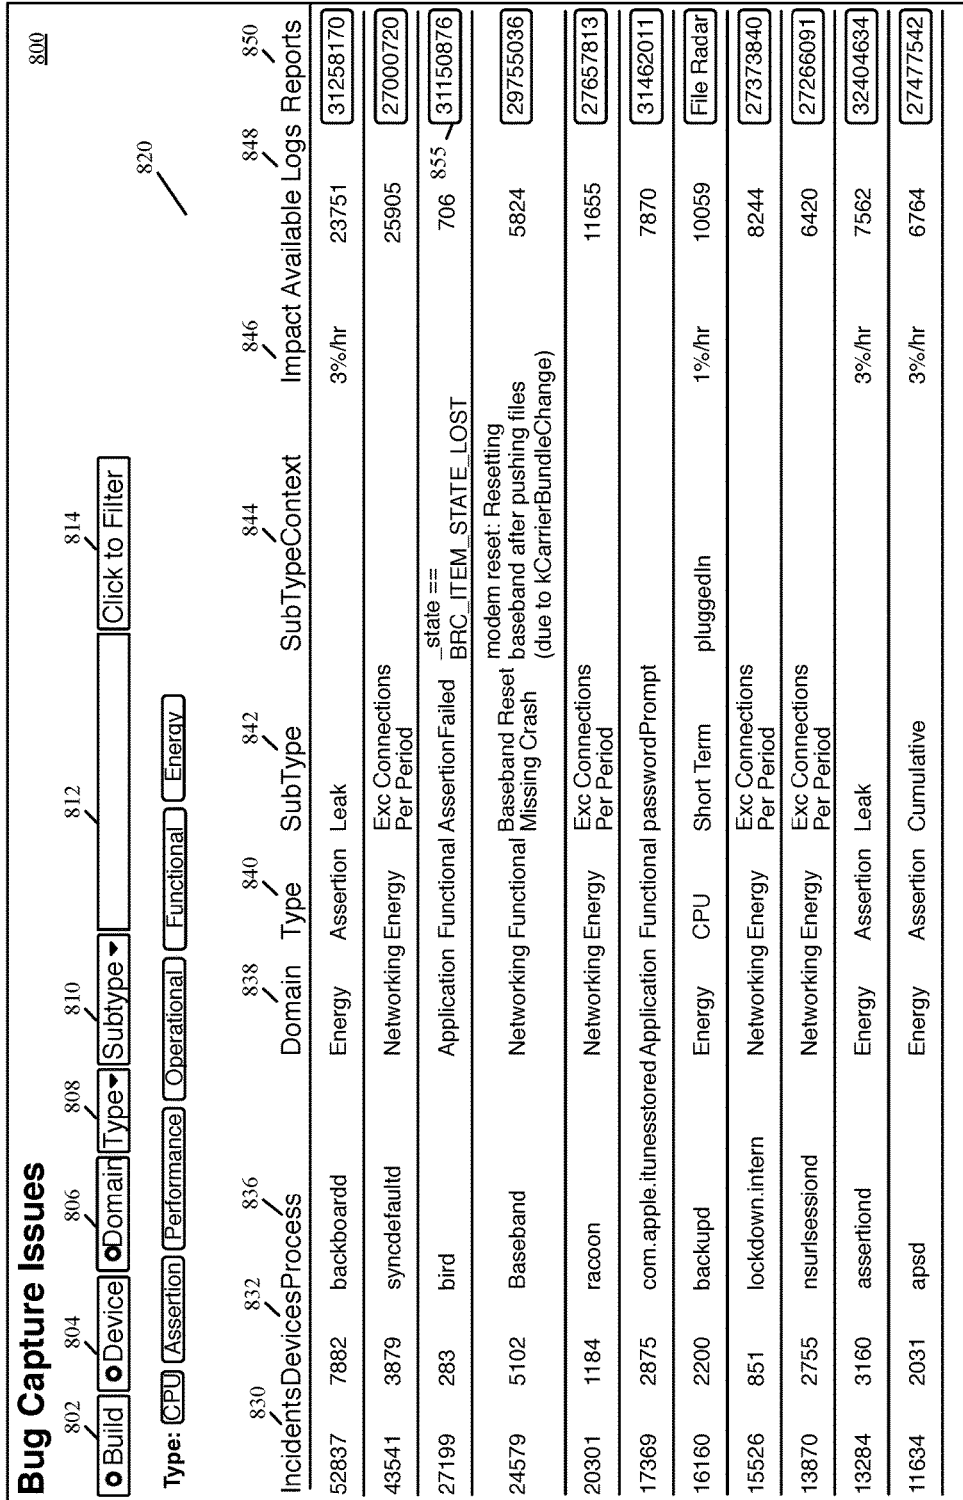 800
Bug Capture Issues
802 804 806 808 810 812 814
Build Device Domain Type Subtype Click to Filter
Type: CPU Assertion Performance Operational Functional Energy
820
830 832 836 838 840 842 844 846 848 850
Incidents Devices Process Domain Type SubType SubTypeContext Impact Available Logs Reports
52837 7882 backboardd Energy Assertion Leak 3%/hr 23751 31258170
43541 3879 syncdefaultd Networking Energy Exc Connections 25905 27000720
Per Period
27199 283 bird Application Functional AssertionFailed _state == 706 31150876
BRC_ITEM_STATE_LOST
855
24579 5102 Baseband Networking Functional Baseband Reset modem reset: Resetting 5824 29755036
Missing Crash baseband after pushing files
(due to kCarrierBundleChange)
20301 1184 racoon Networking Energy Exc Connections 11655 27657813
Per Period
17369 2875 com.apple.itunesstored Application Functional passwordPrompt 7870 31462011
16160 2200 backupd Energy CPU Short Term pluggedIn 1%/hr 10059 File Radar
15526 851 lockdown.intern Networking Energy Exc Connections 8244 27373840
Per Period
13870 2755 nsurlsessiond Networking Energy Exc Connections 6420 27266091
Per Period
13284 3160 assertiond Energy Assertion Leak 3%/hr 7562 32404634
11634 2031 apsd Energy Assertion Cumulative 3%/hr 6764 27477542